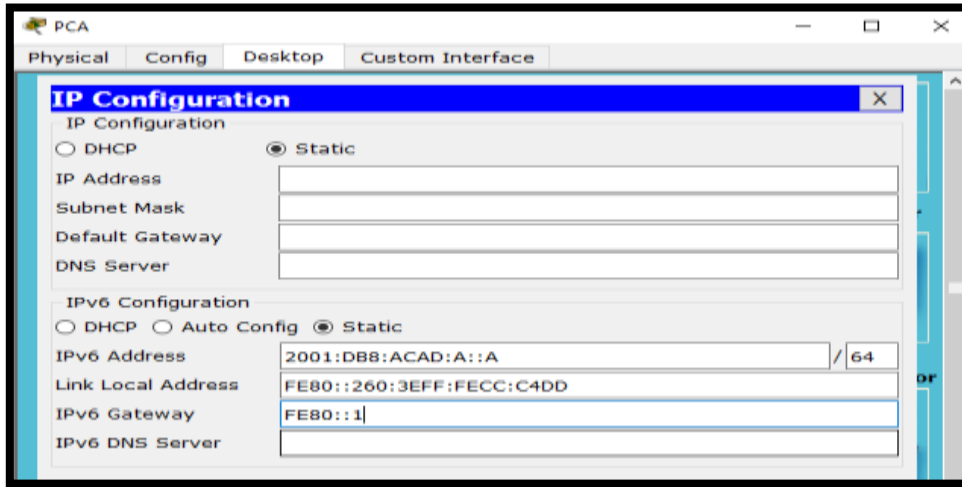 PCA
Physical Config Desktop Custom Interface
IP Configuration X
IP Configuration
DHCP Static
IP Address
Subnet Mask
Default Gateway
DNS Server
IPv6 Configuration
DHCP Auto Config Static
IPv6 Address 2001:DB8:ACAD:A::A / 64
Link Local Address FE80::260:3EFF:FECC:C4DD
IPv6 Gateway FE80::1
IPv6 DNS Server